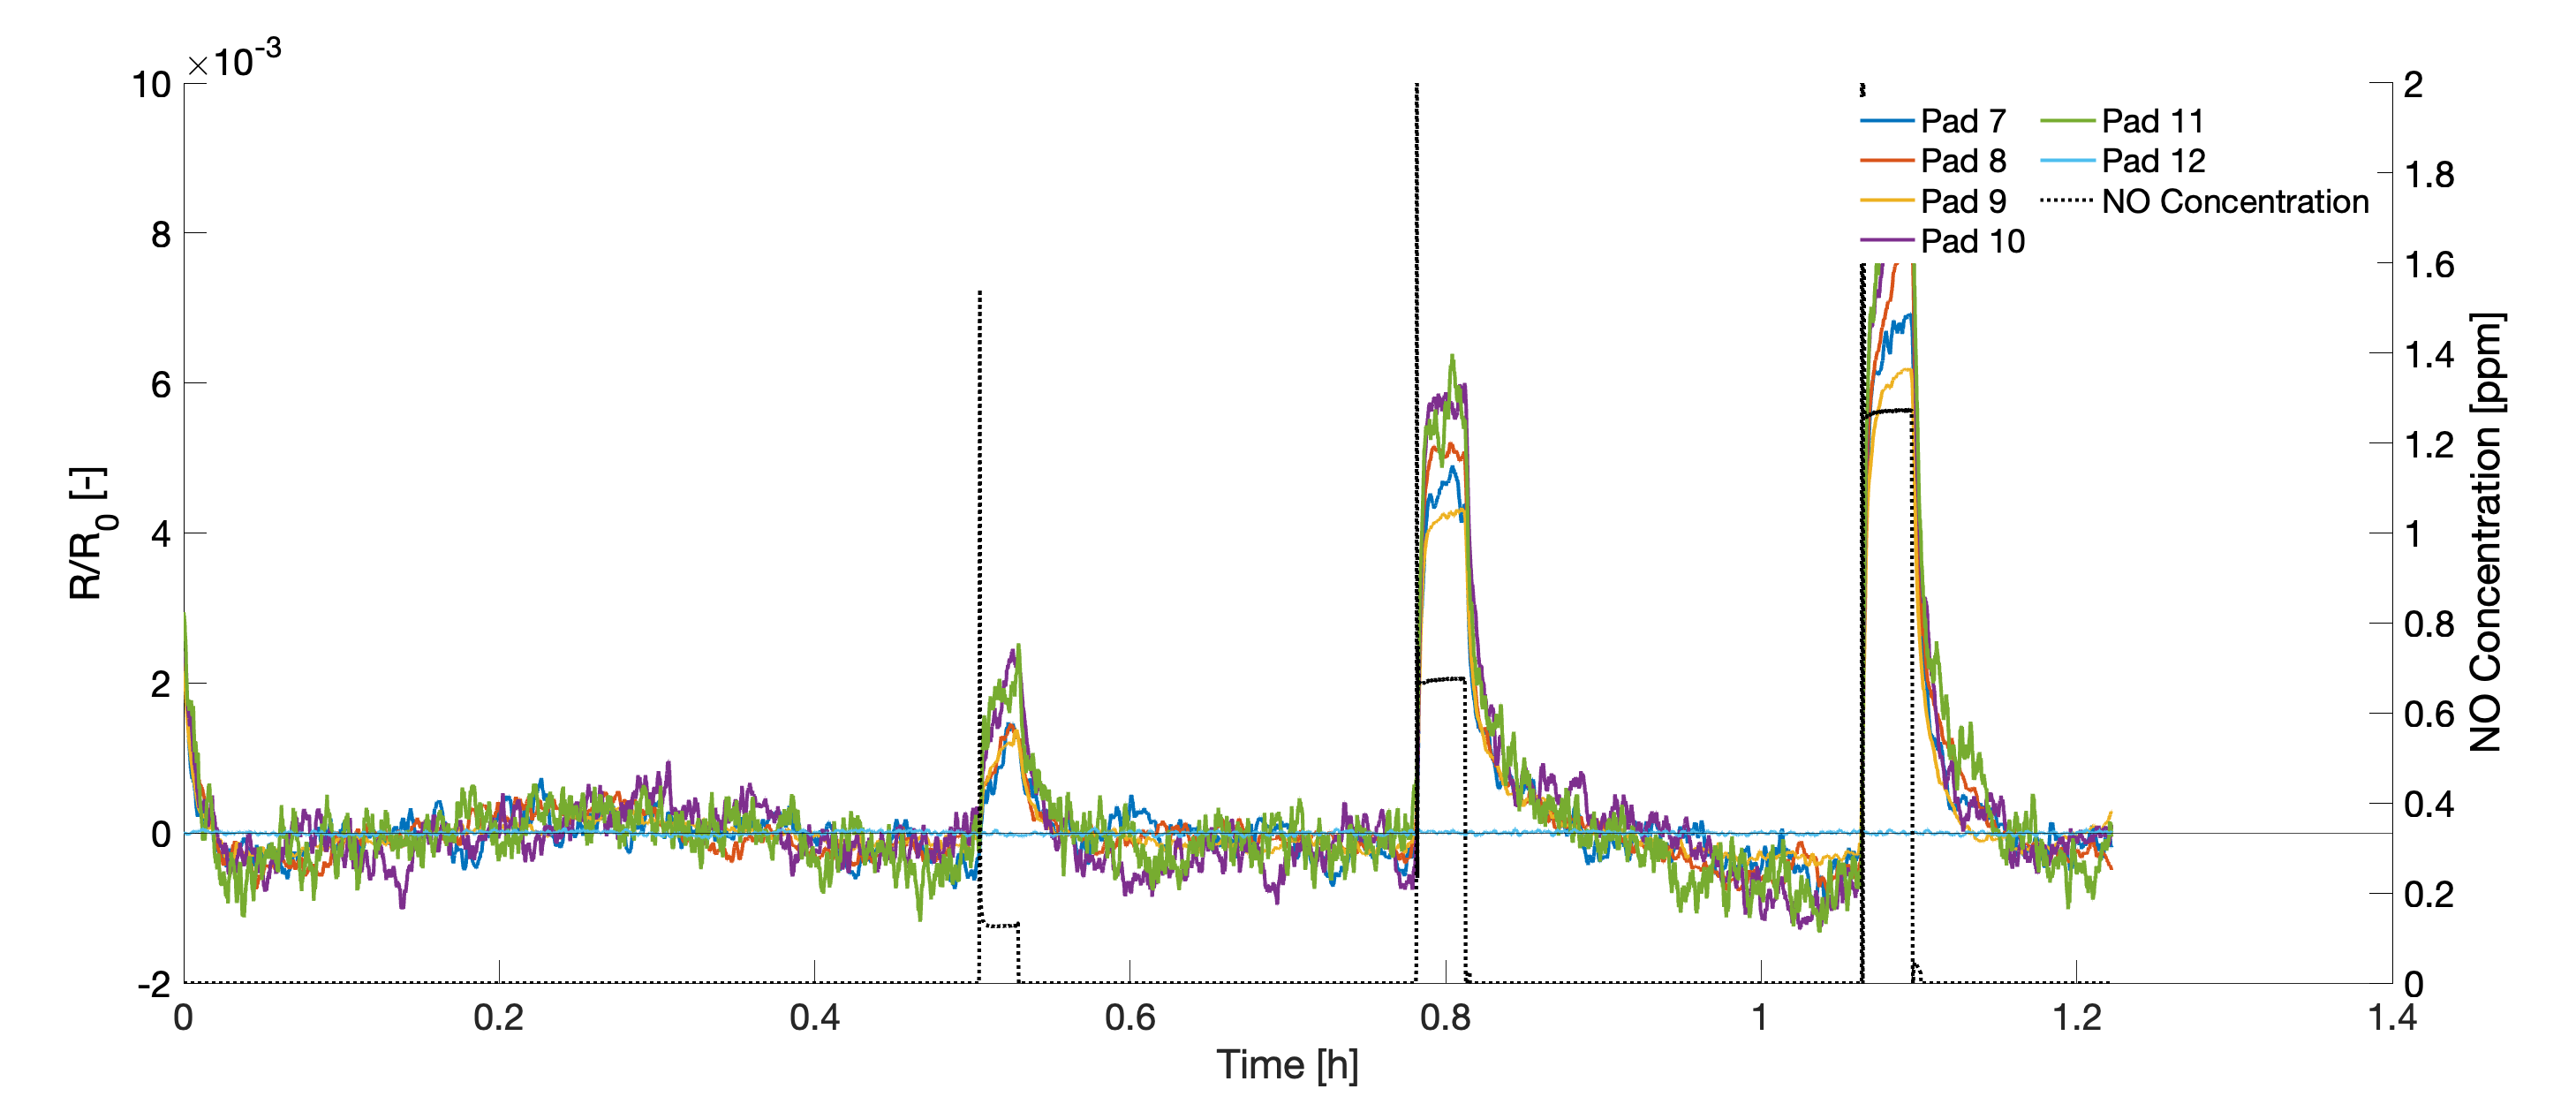 ×10⁻³
10
8
6
4
2
0
-2
R/R₀ [-]
0 0.2 0.4 0.6 0.8 1 1.2 1.4
Time [h]
2
1.8
1.6
1.4
1.2
1
0.8
0.6
0.4
0.2
0
NO Concentration [ppm]
Pad 7
Pad 8
Pad 9
Pad 10
Pad 11
Pad 12
NO Concentration